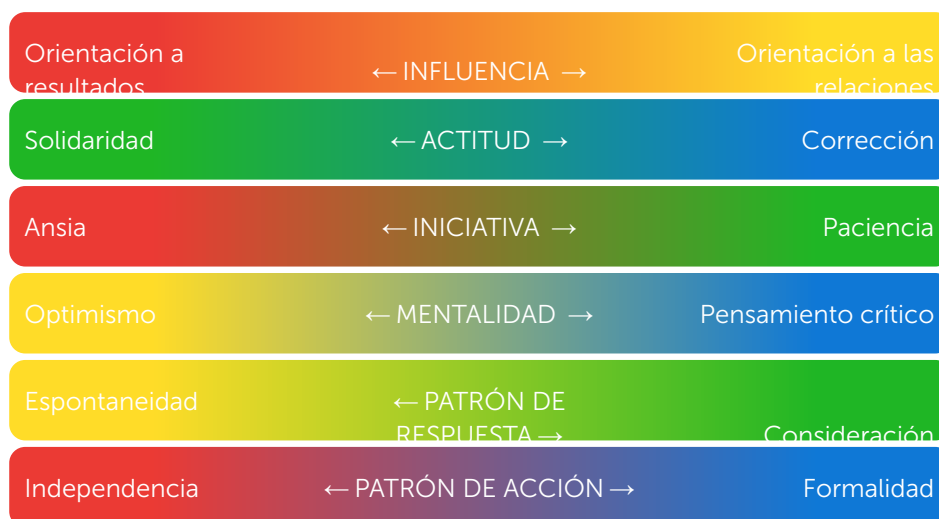 Orientación a
resultados
← INFLUENCIA →
Orientación a las
relaciones
Solidaridad
← ACTITUD →
Corrección
Ansia
← INICIATIVA →
Paciencia
Optimismo
← MENTALIDAD →
Pensamiento crítico
Espontaneidad
← PATRÓN DE
RESPUESTA →
Consideración
Independencia
← PATRÓN DE ACCIÓN →
Formalidad